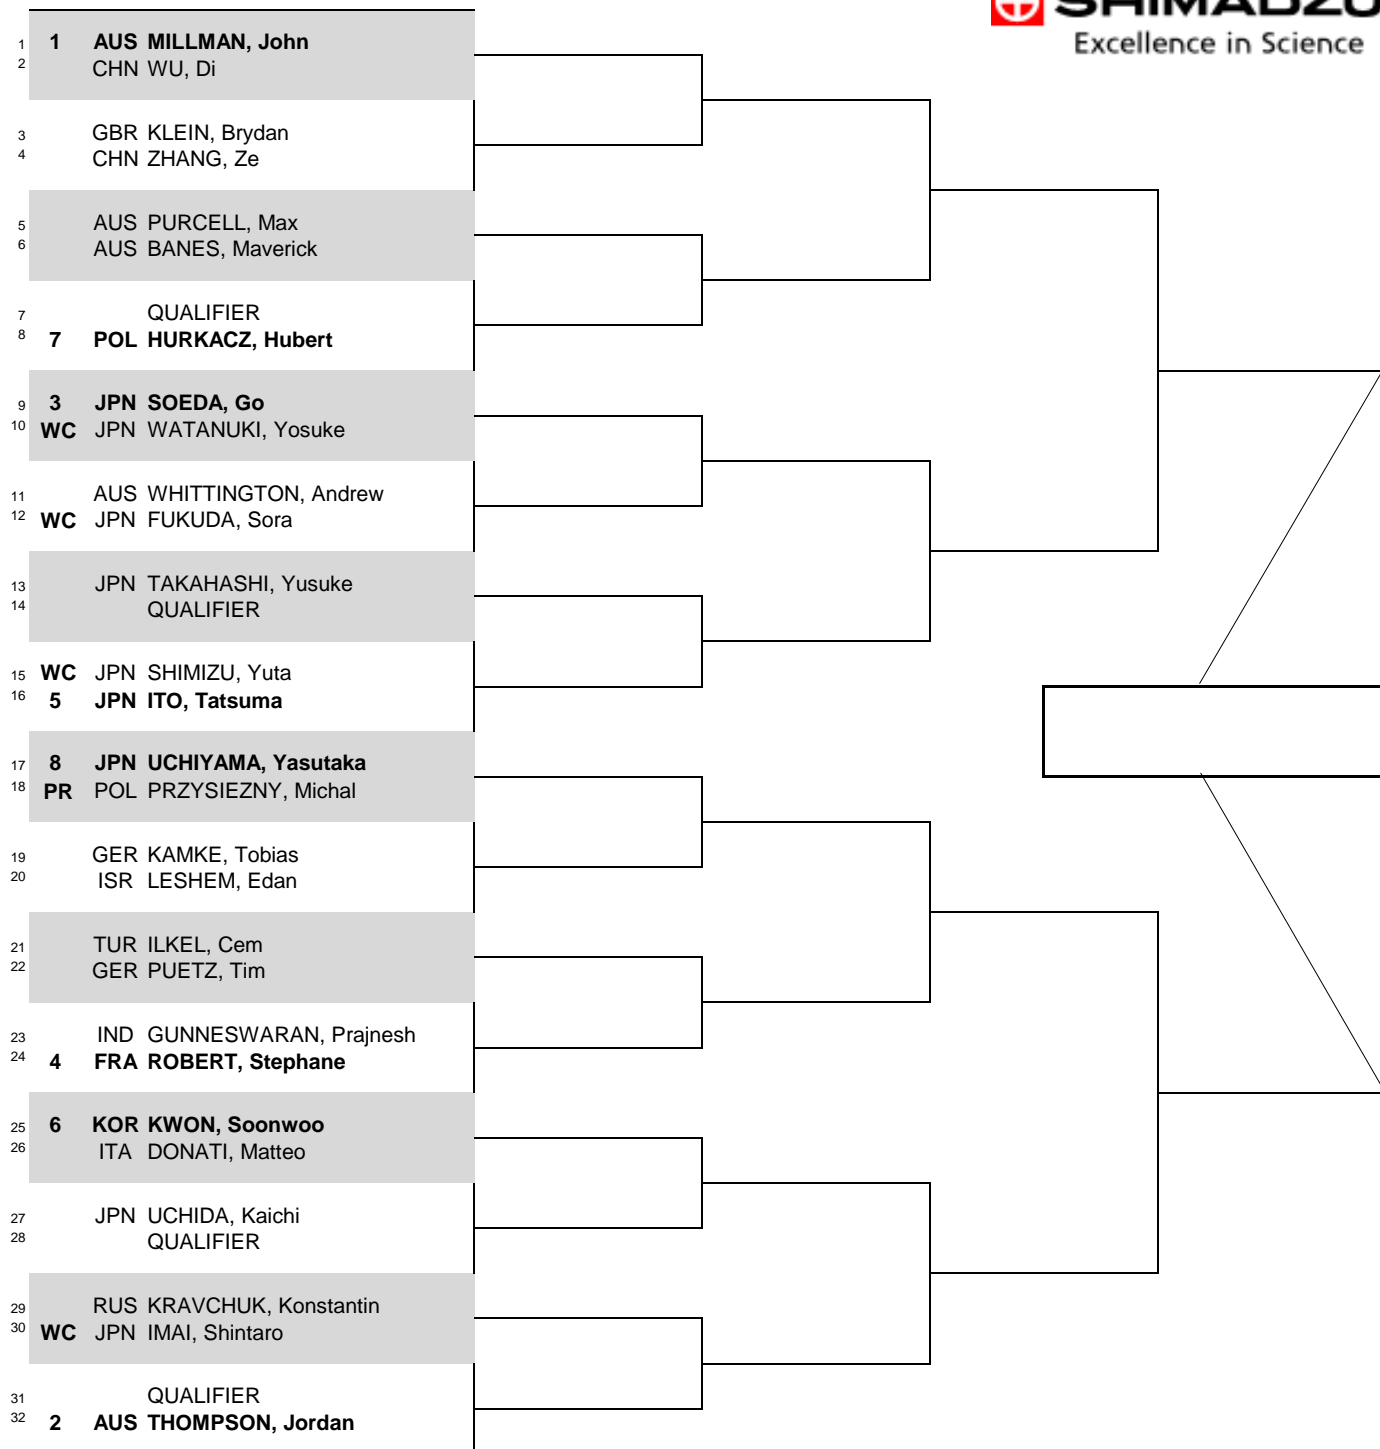 SHIMADZU
Excellence in Science
1 1 AUS MILLMAN, John
2 CHN WU, Di
3 GBR KLEIN, Brydan
4 CHN ZHANG, Ze
5 AUS PURCELL, Max
6 AUS BANES, Maverick
7 QUALIFIER
8 7 POL HURKACZ, Hubert
9 3 JPN SOEDA, Go
10 WC JPN WATANUKI, Yosuke
11 AUS WHITTINGTON, Andrew
12 WC JPN FUKUDA, Sora
13 JPN TAKAHASHI, Yusuke
14 QUALIFIER
15 WC JPN SHIMIZU, Yuta
16 5 JPN ITO, Tatsuma
17 8 JPN UCHIYAMA, Yasutaka
18 PR POL PRZYSIEZNY, Michal
19 GER KAMKE, Tobias
20 ISR LESHEM, Edan
21 TUR ILKEL, Cem
22 GER PUETZ, Tim
23 IND GUNNESWARAN, Prajnesh
24 4 FRA ROBERT, Stephane
25 6 KOR KWON, Soonwoo
26 ITA DONATI, Matteo
27 JPN UCHIDA, Kaichi
28 QUALIFIER
29 RUS KRAVCHUK, Konstantin
30 WC JPN IMAI, Shintaro
31 QUALIFIER
32 2 AUS THOMPSON, Jordan